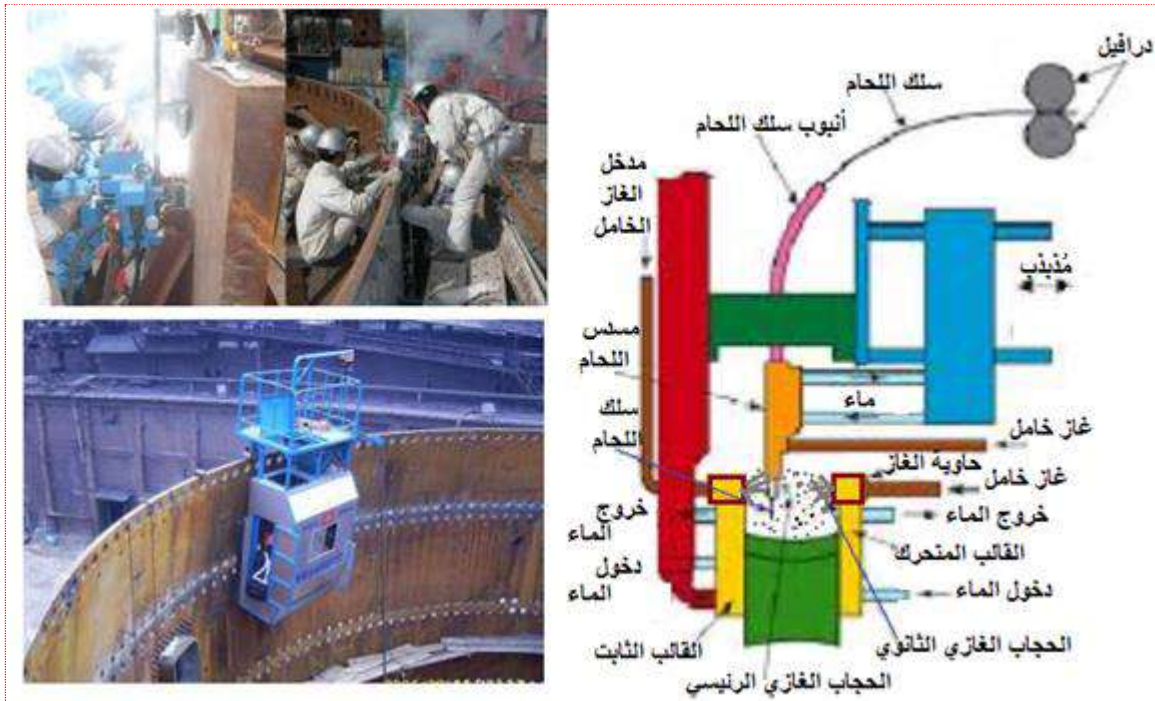 درافيل
سلك اللحام
أنبوب سلك اللحام
مدخل
الغاز
الخامل
مُذبذب
مسدس
اللحام
ماء
سلك
اللحام
غاز خامل
حاوية الغاز
غاز خامل
خروج
الماء
خروج الماء
القالب المتحرك
دخول
الماء
دخول الماء
القالب الثابت
الحجاب الغازي الثانوي
الحجاب الغازي الرئيسي